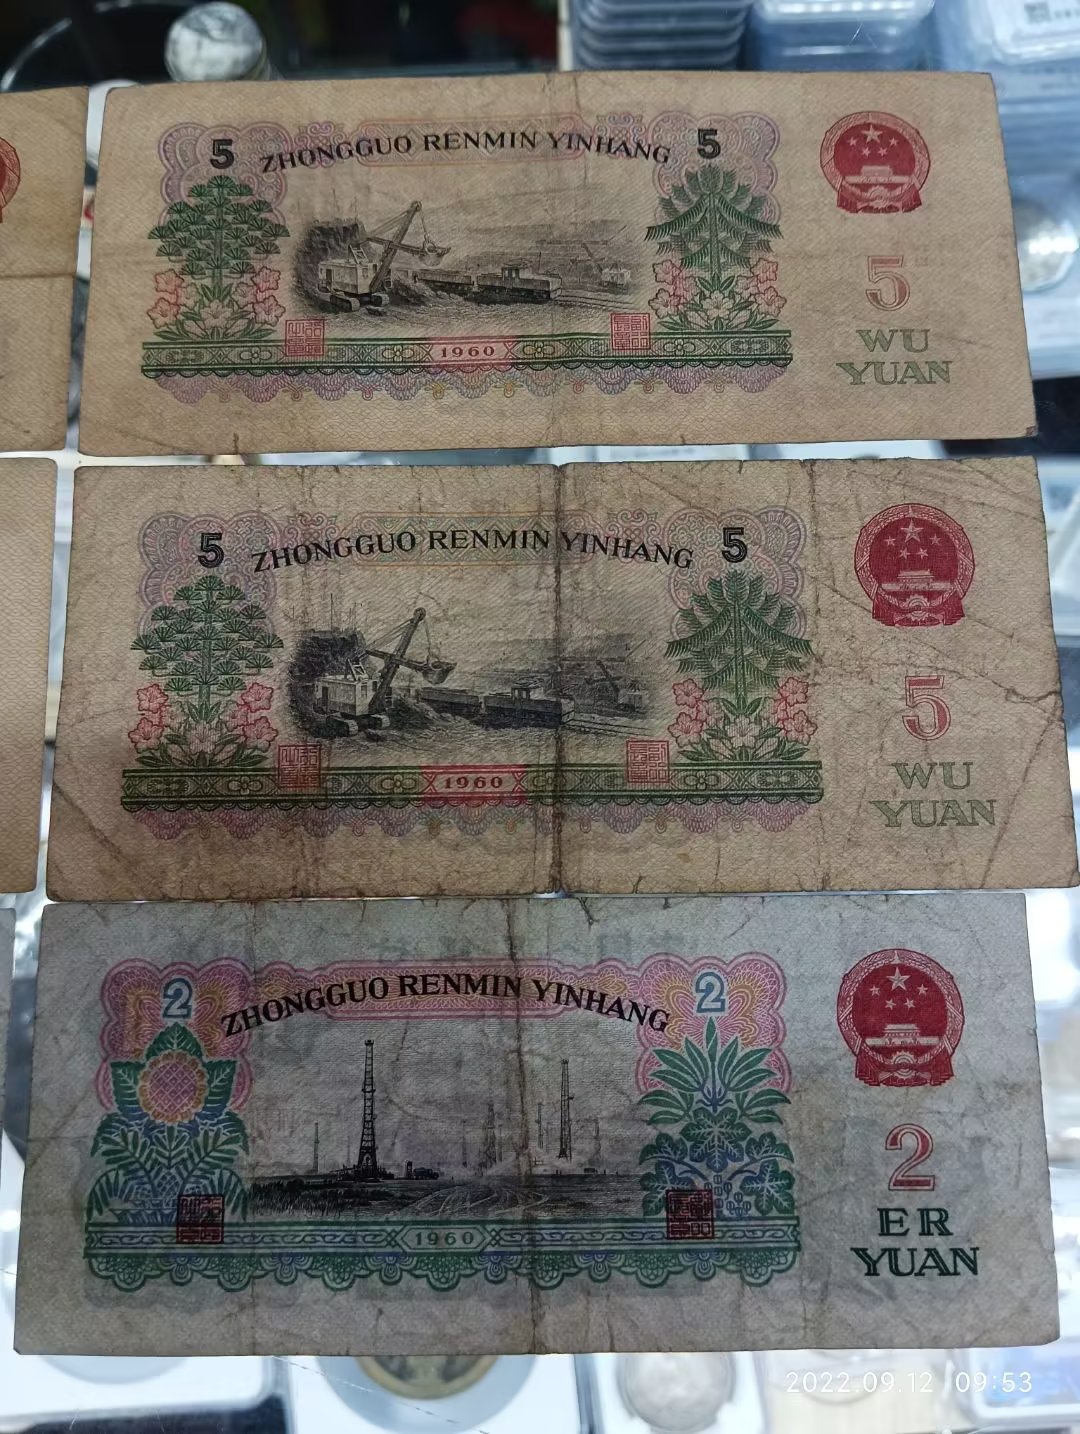 5 ZHONGGUO RENMIN YINHANG 5
5
WU
YUAN
1960
5 ZHONGGUO RENMIN YINHANG 5
5
WU
YUAN
1960
2 ZHONGGUO RENMIN YINHANG 2
2
ER
YUAN
1960
2022.09.12 09:53